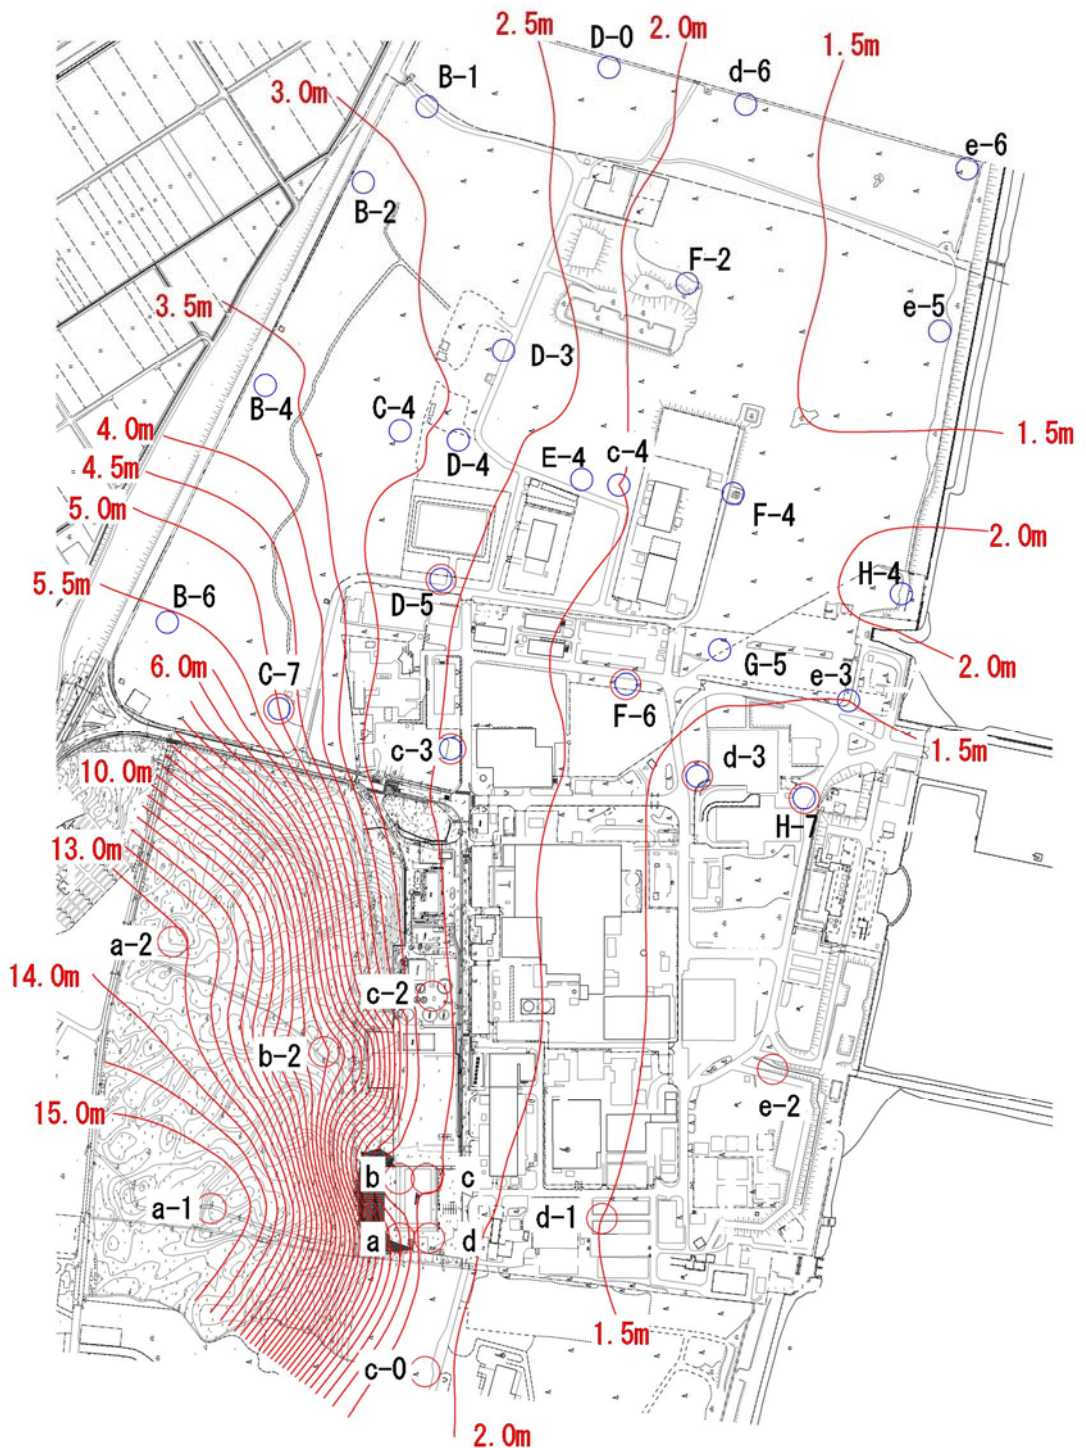 2.5m
D-0
2.0m
1.5m
B-1
d-6
3.0m
e-6
B-2
F-2
3.5m
e-5
D-3
B-4
C-4
4.0m
1.5m
D-4
E-4
c-4
4.5m
5.0m
F-4
2.0m
5.5m
B-6
D-5
H-4
6.0m
C-7
G-5
2.0m
e-3
F-6
c-3
d-3
1.5m
10.0m
H-7
13.0m
a-2
14.0m
c-2
b-2
15.0m
e-2
b
c
a-1
d-1
a
d
1.5m
c-0
2.0m